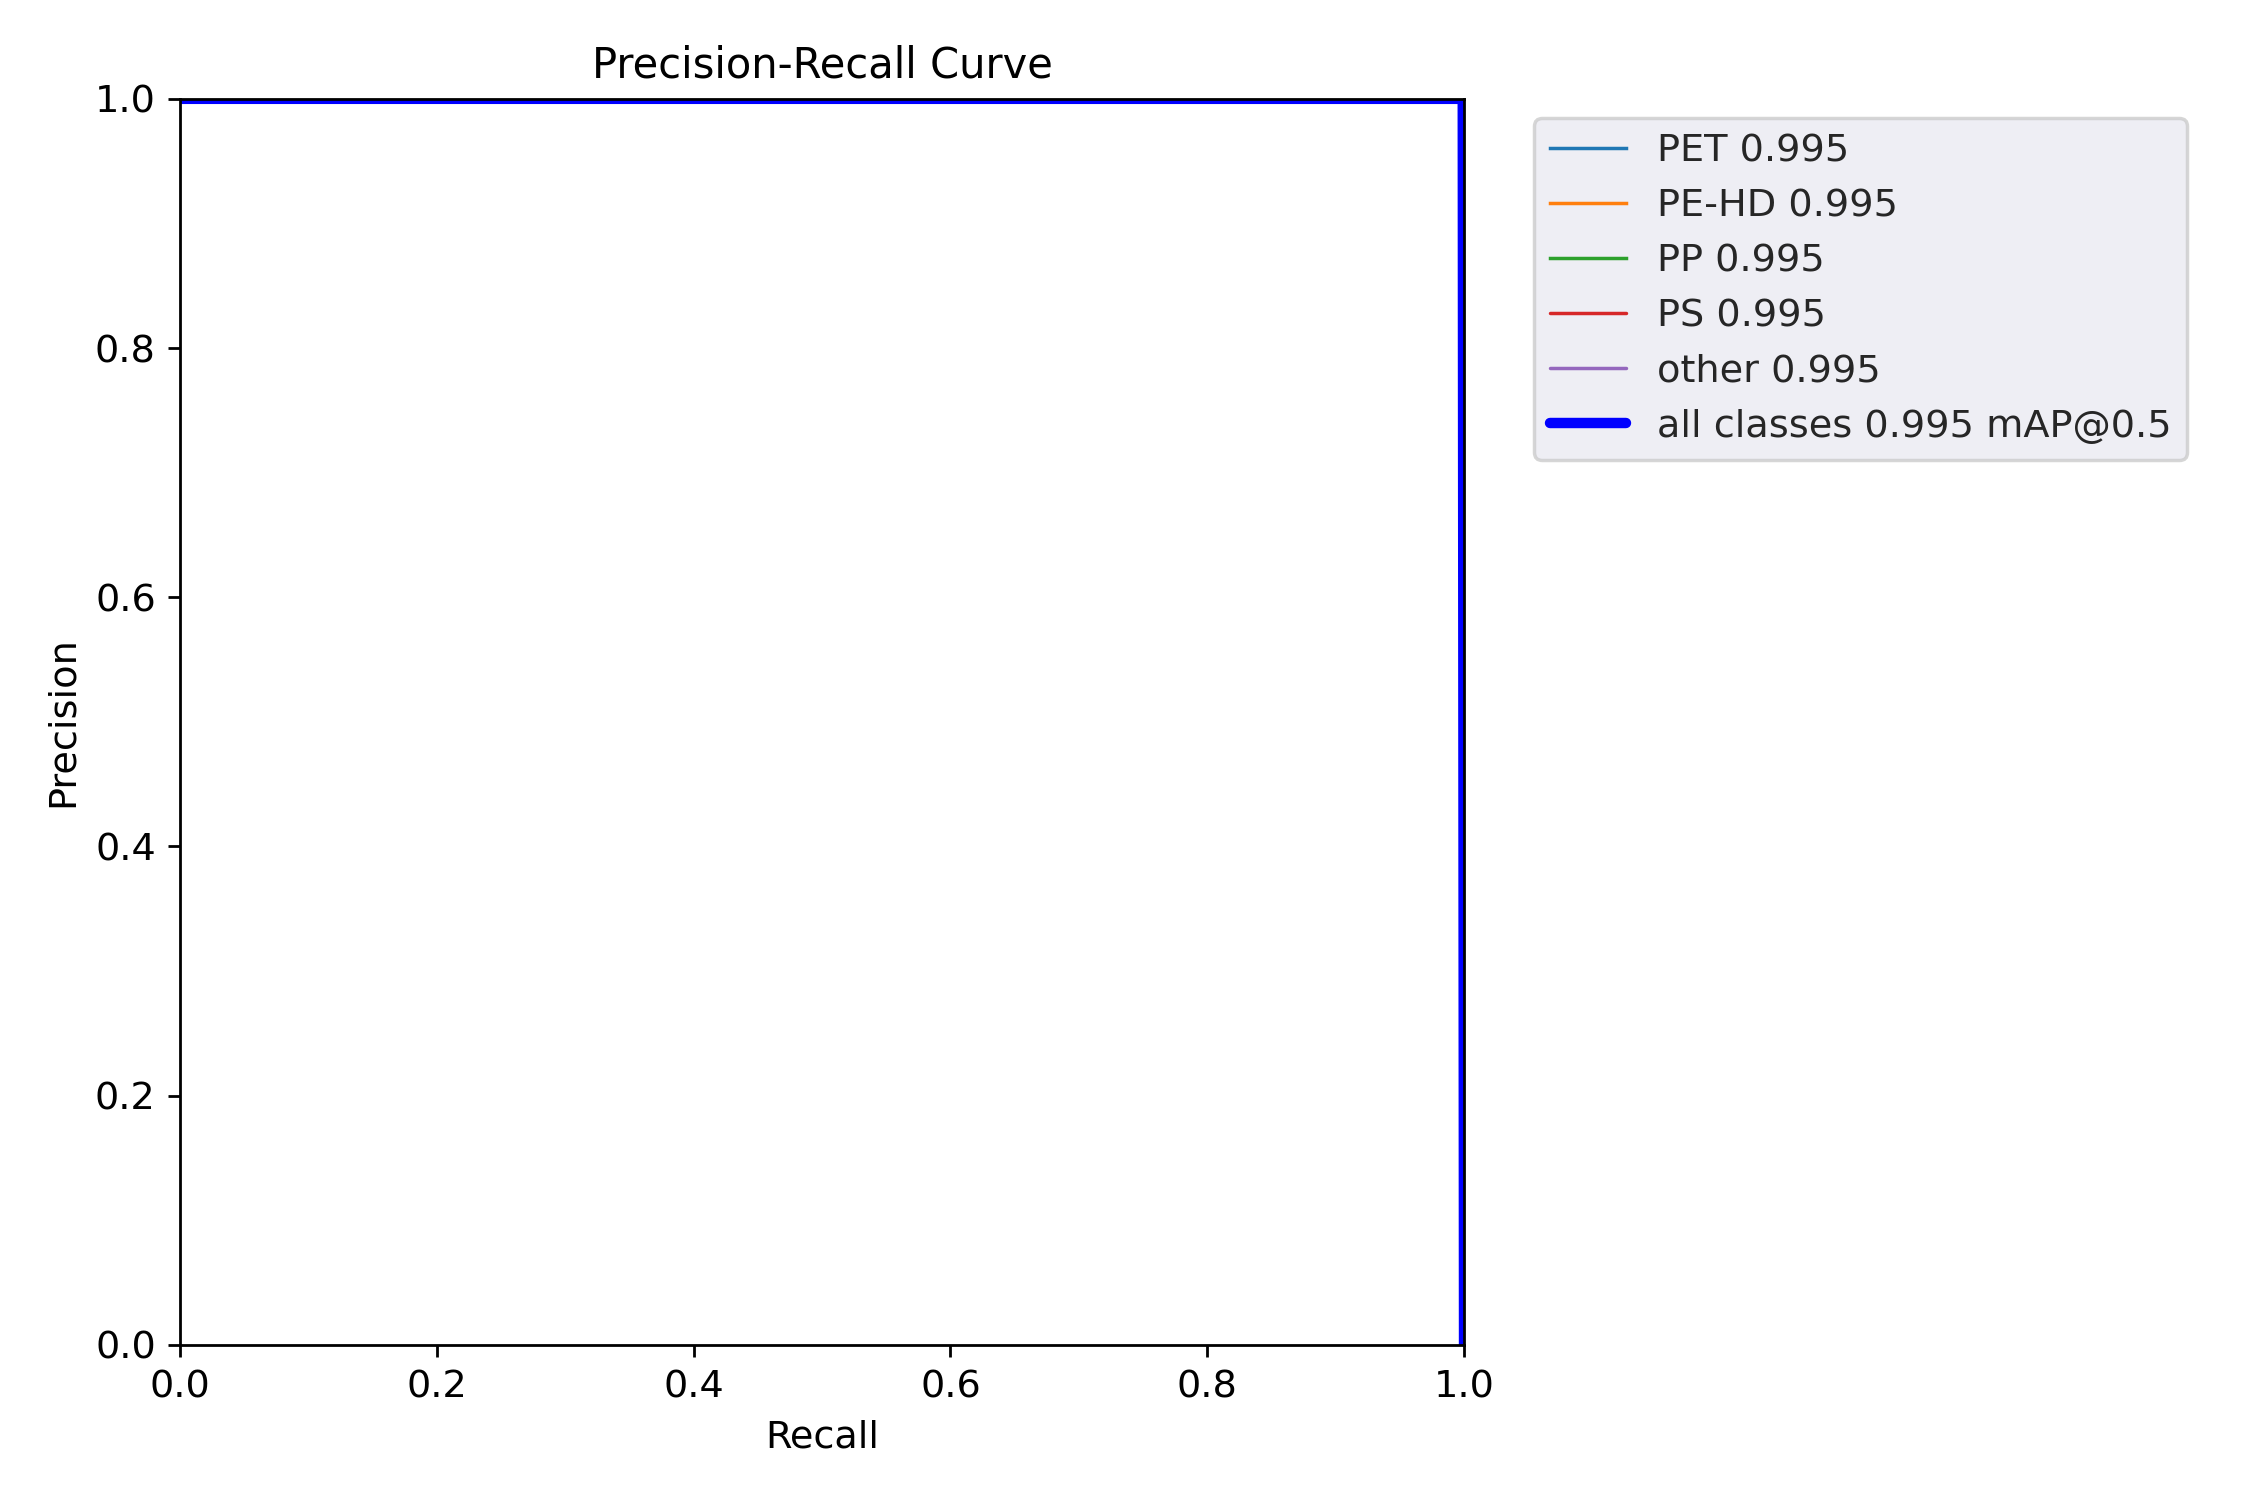 Precision-Recall Curve
1.0
0.8
0.6
0.4
0.2
0.0
Precision
0.0 0.2 0.4 0.6 0.8 1.0
Recall
PET 0.995
PE-HD 0.995
PP 0.995
PS 0.995
other 0.995
all classes 0.995 mAP@0.5